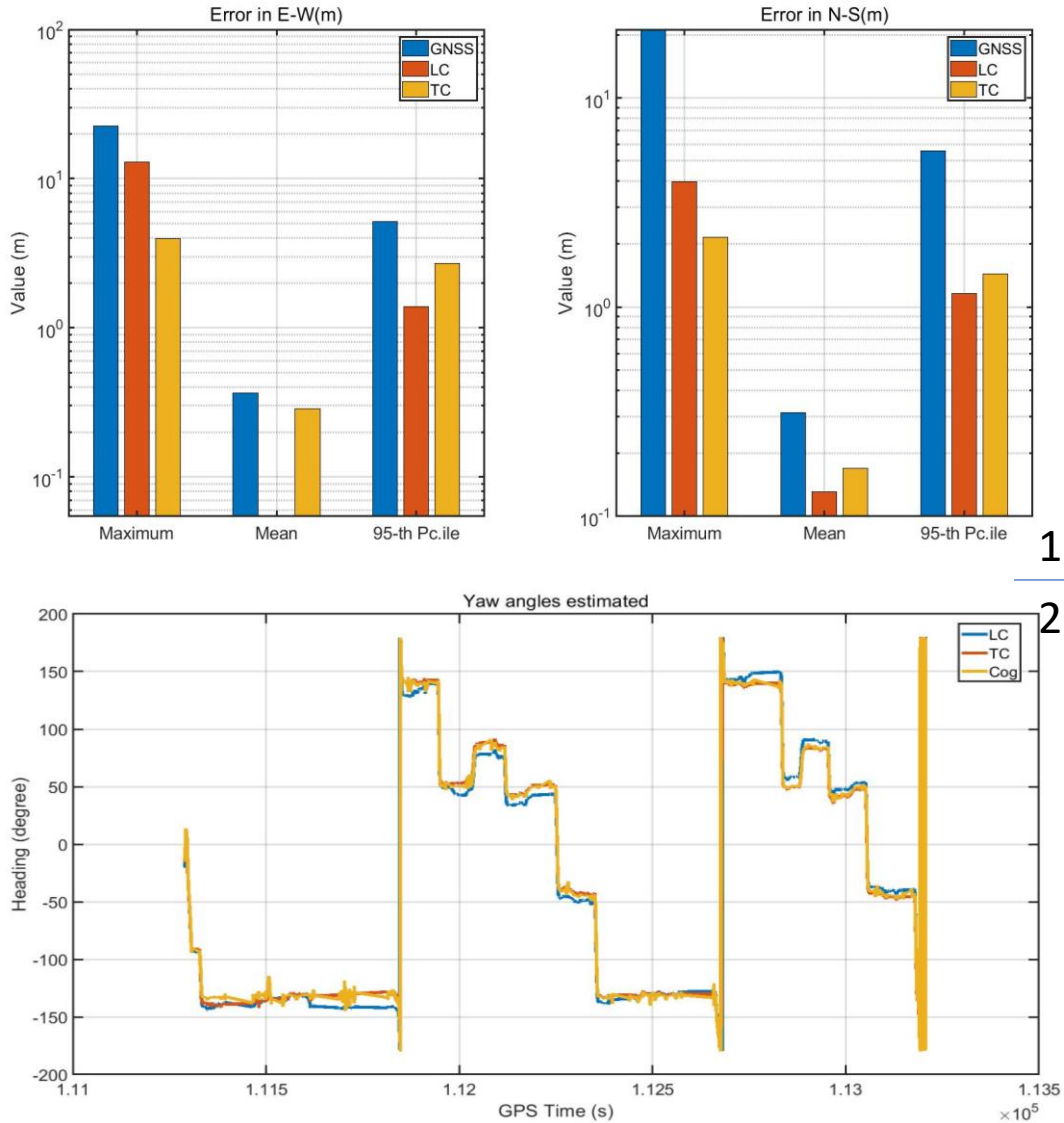 Error in E-W(m)
10^2
10^1
10^0
10^-1
Value (m)
GNSS
LC
TC
Maximum
Mean
95-th Pc.ile
Error in N-S(m)
10^1
10^0
10^-1
Value (m)
GNSS
LC
TC
Maximum
Mean
95-th Pc.ile
1
2
Yaw angles estimated
200
150
100
50
0
-50
-100
-150
-200
Heading (degree)
LC
TC
Cog
1.11
1.115
1.12
1.125
1.13
1.135
GPS Time (s)
×10^5